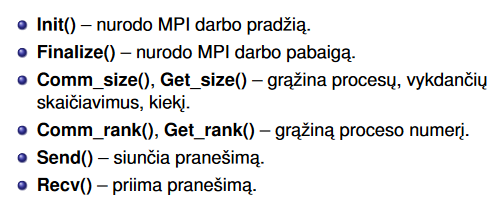 Init() – nurodo MPI darbo pradžią.
Finalize() – nurodo MPI darbo pabaigą.
Comm_size(), Get_size() – grąžina procesų, vykdančių
skaičiavimus, kiekį.
Comm_rank(), Get_rank() – grąžiną proceso numerį.
Send() – siunčia pranešimą.
Recv() – priima pranešimą.